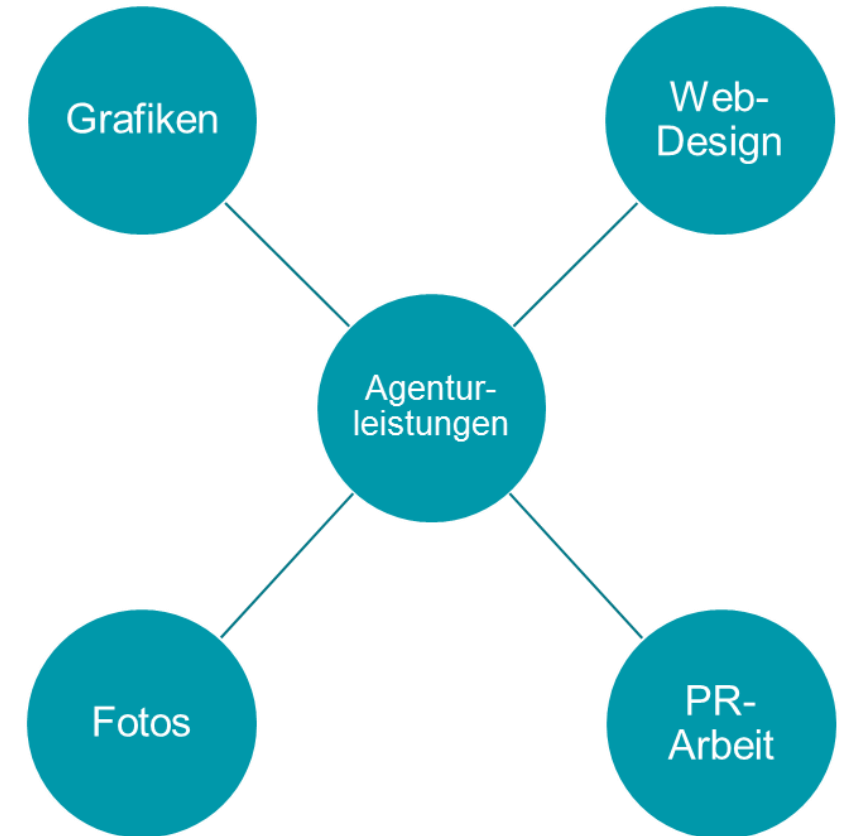 Grafiken
Web-
Design
Agentur-
leistungen
Fotos
PR-
Arbeit